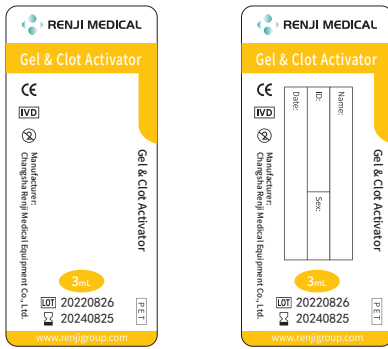 RENJI MEDICAL
Gel & Clot Activator
CE
IVD
Manufacturer:
Changsha Renji Medical Equipment Co., Ltd.
Gel & Clot Activator
3mL
LOT 20220826
20240825
PET
www.renjigroup.com
RENJI MEDICAL
Gel & Clot Activator
CE
IVD
Name:
ID:
Sex:
Date:
Manufacturer:
Changsha Renji Medical Equipment Co., Ltd.
Gel & Clot Activator
3mL
LOT 20220826
20240825
PET
www.renjigroup.com